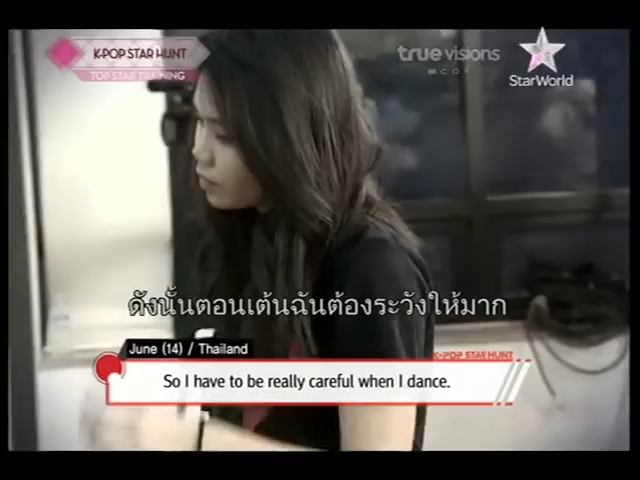 K-POP STAR HUNT
TOP STAR TRAINING
truevisions
MCOT
StarWorld
ดังนั้นตอนเต้นฉันต้องระวังให้มาก
June (14) / Thailand
K-POP STAR HUNT
So I have to be really careful when I dance.